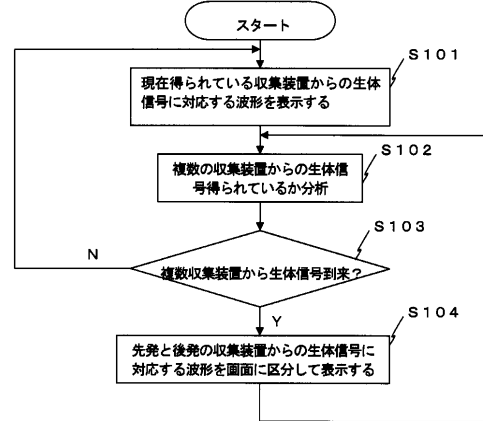 スタート
S101
現在得られている収集装置からの生体
信号に対応する波形を表示する
S102
複数の収集装置からの生体信
号得られているか分析
S103
複数収集装置から生体信号到来？
N
Y
S104
先発と後発の収集装置からの生体信号に
対応する波形を画面に区分して表示する